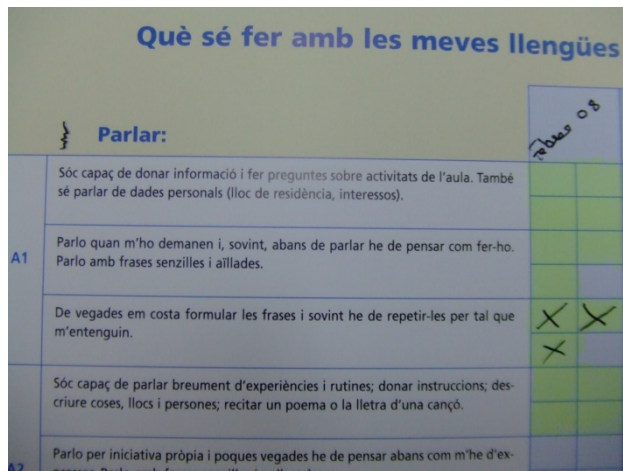 Què sé fer amb les meves llengües
Parlar:
febrer 08
Sóc capaç de donar informació i fer preguntes sobre activitats de l'aula. També
sé parlar de dades personals (lloc de residència, interessos).
A1
Parlo quan m'ho demanen i, sovint, abans de parlar he de pensar com fer-ho.
Parlo amb frases senzilles i aïllades.
De vegades em costa formular les frases i sovint he de repetir-les per tal que
m'entenguin.
Sóc capaç de parlar breument d'experiències i rutines; donar instruccions; des-
criure coses, llocs i persones; recitar un poema o la lletra d'una cançó.
A2
Parlo per iniciativa pròpia i poques vegades he de pensar abans com m'he d'ex-